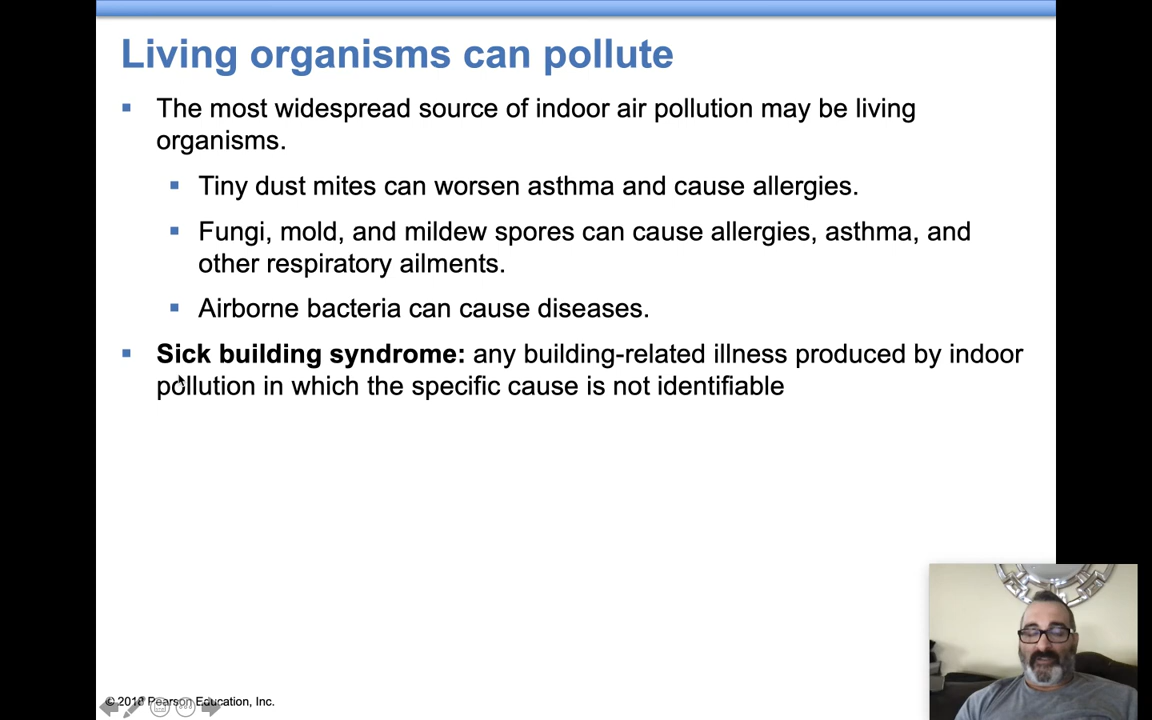 Living organisms can pollute
▪ The most widespread source of indoor air pollution may be living
organisms.
▪ Tiny dust mites can worsen asthma and cause allergies.
▪ Fungi, mold, and mildew spores can cause allergies, asthma, and
other respiratory ailments.
▪ Airborne bacteria can cause diseases.
▪ Sick building syndrome: any building-related illness produced by indoor
pollution in which the specific cause is not identifiable
© 2018 Pearson Education, Inc.